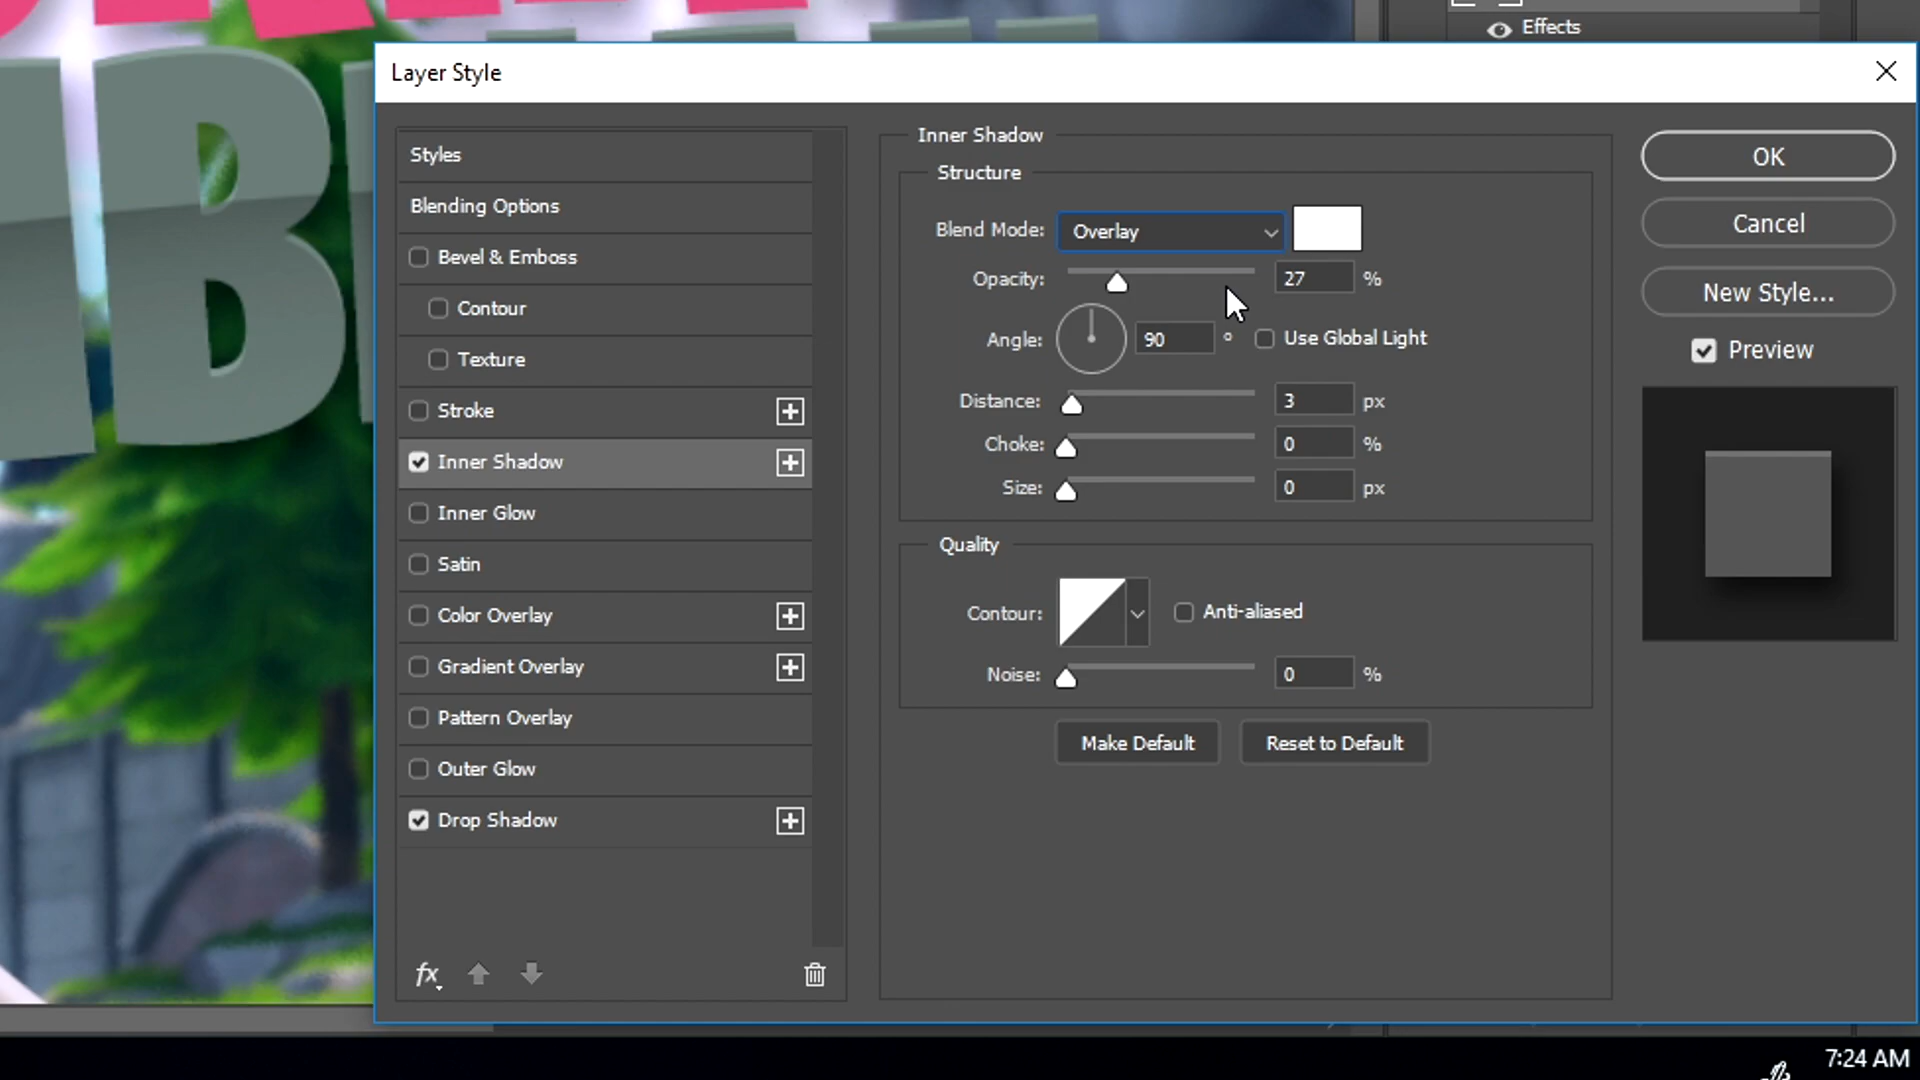 Effects
Layer Style
Styles
Blending Options
Bevel & Emboss
Contour
Texture
Stroke
Inner Shadow
Inner Glow
Satin
Color Overlay
Gradient Overlay
Pattern Overlay
Outer Glow
Drop Shadow
fx
Inner Shadow
Structure
Blend Mode: Overlay
Opacity: 27 %
Angle: 90 ° Use Global Light
Distance: 3 px
Choke: 0 %
Size: 0 px
Quality
Contour: Anti-aliased
Noise: 0 %
Make Default Reset to Default
OK
Cancel
New Style...
Preview
7:24 AM